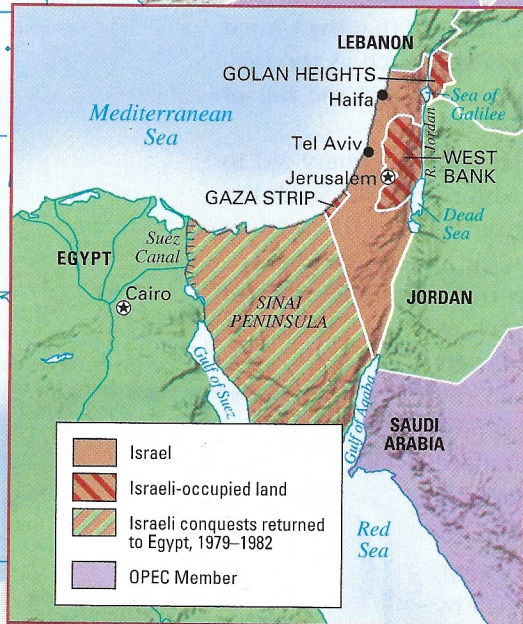 LEBANON
GOLAN HEIGHTS
Haifa
Sea of
Galilee
Mediterranean
Sea
R. Jordan
Tel Aviv
WEST
BANK
Jerusalem
GAZA STRIP
Dead
Sea
Suez
Canal
EGYPT
Cairo
SINAI
PENINSULA
JORDAN
Gulf of Suez
Gulf of Aqaba
SAUDI
ARABIA
Red
Sea
Israel
Israeli-occupied land
Israeli conquests returned
to Egypt, 1979–1982
OPEC Member